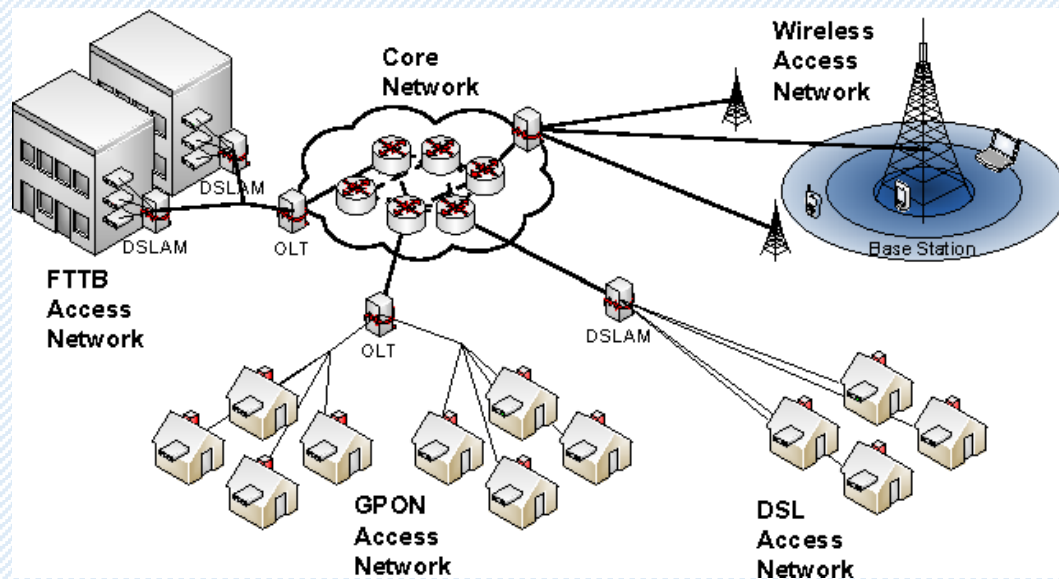 Core
Network
Wireless
Access
Network
DSLAM
DSLAM
OLT
Base Station
FTTB
Access
Network
OLT
DSLAM
GPON
Access
Network
DSL
Access
Network